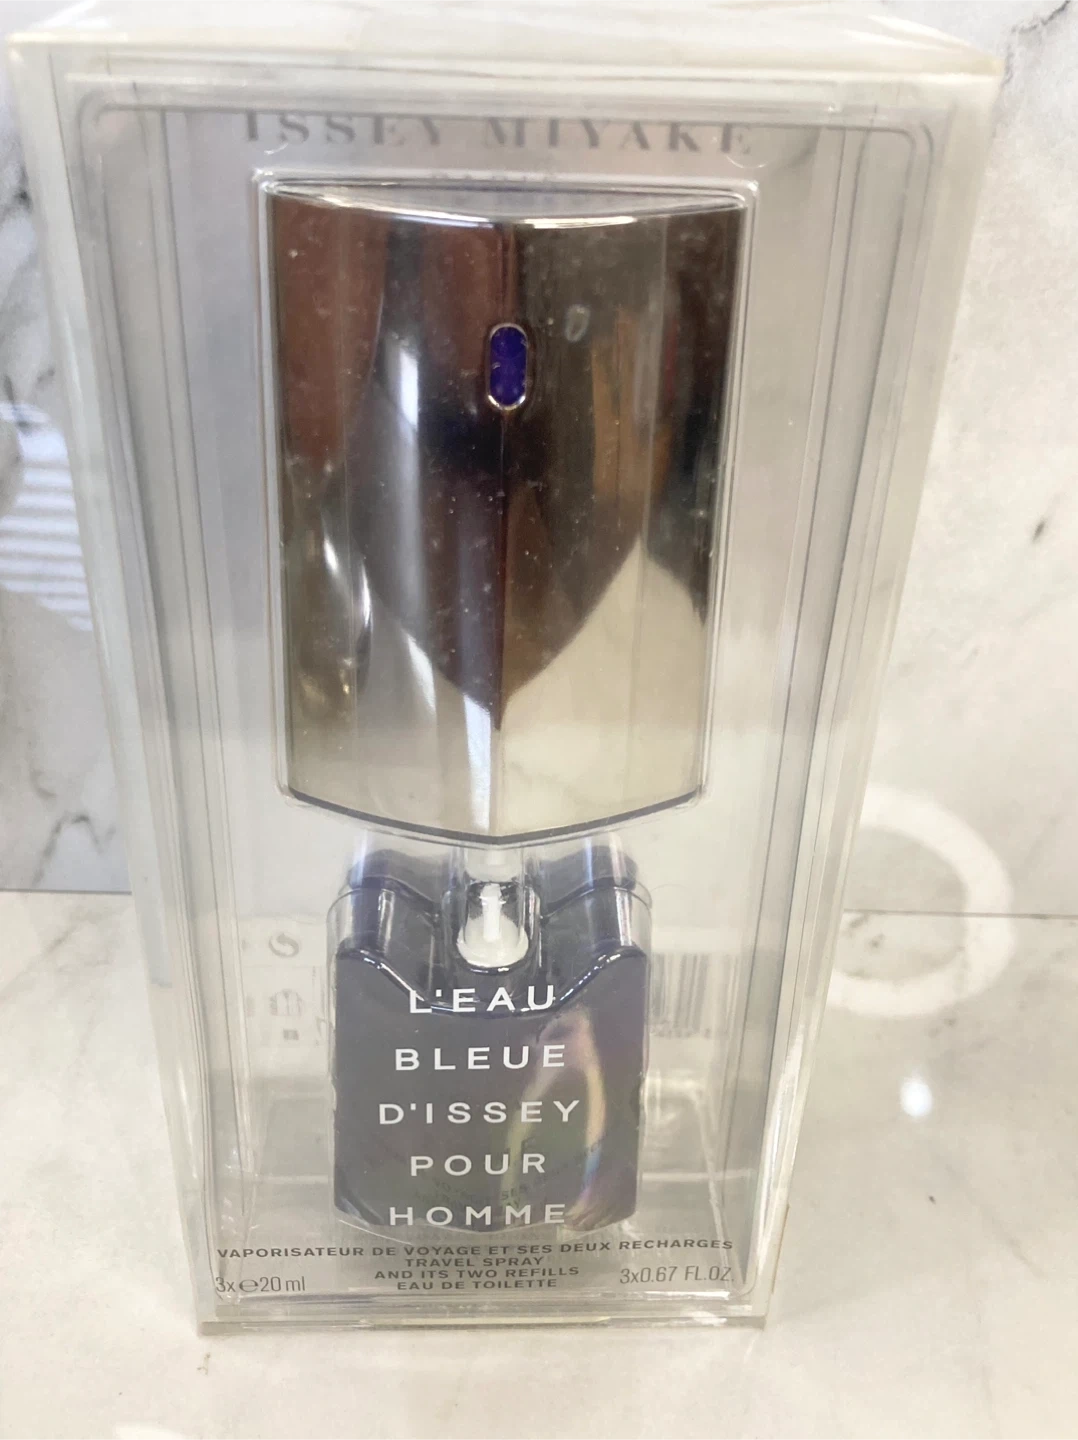 ISSEY MIYAKE
PARIS
L'EAU
BLEUE
D'ISSEY
POUR
HOMME
VAPORISATEUR DE VOYAGE ET SES DEUX RECHARGES
TRAVEL SPRAY
AND ITS TWO REFILLS
EAU DE TOILETTE
3x ℮20 ml
3x0.67 FL.OZ.